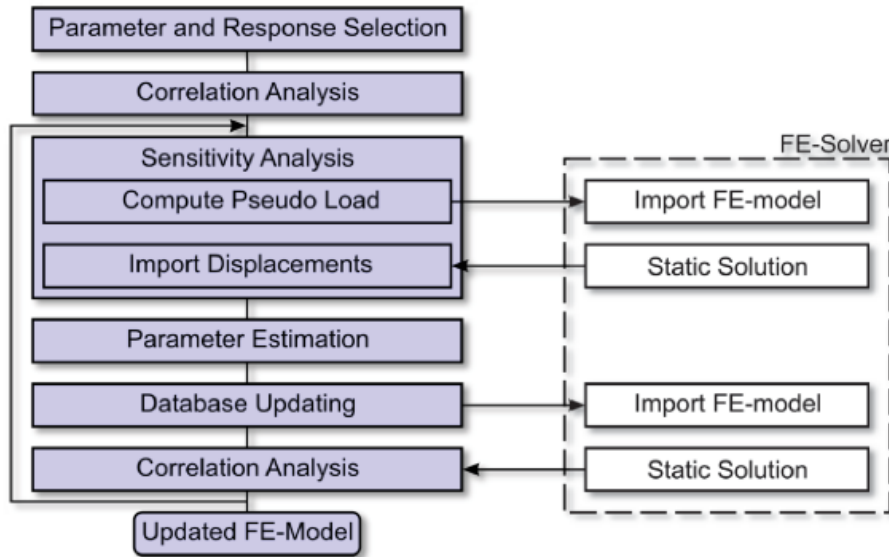 Parameter and Response Selection
Correlation Analysis
Sensitivity Analysis
FE-Solver
Compute Pseudo Load
Import FE-model
Import Displacements
Static Solution
Parameter Estimation
Database Updating
Import FE-model
Correlation Analysis
Static Solution
Updated FE-Model